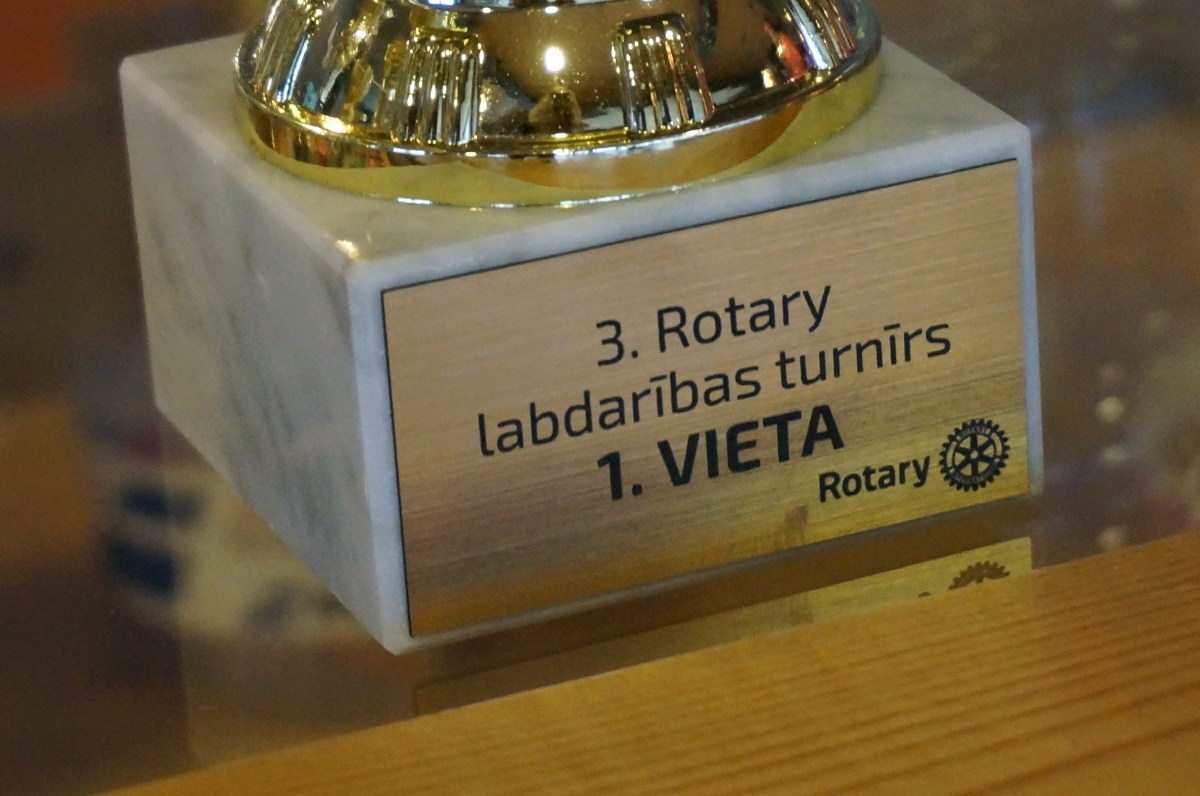 3. Rotary
labdarības turnīrs
1. VIETA
Rotary